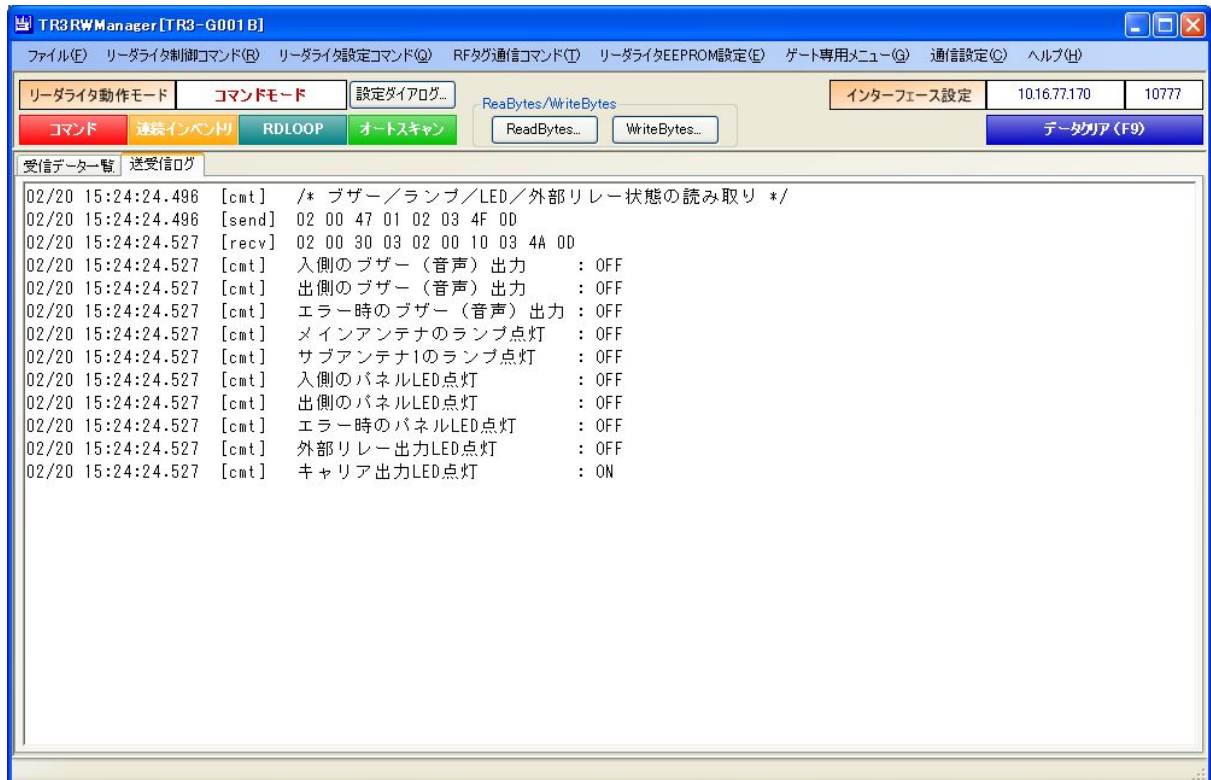 TR3RWManager[TR3-G001B]
ファイル(F) リーダライタ制御コマンド(R) リーダライタ設定コマンド(Q) RFタグ通信コマンド(T) リーダライタEEPROM設定(E) ゲート専用メニュー(G) 通信設定(C) ヘルプ(H)
リーダライタ動作モード コマンドモード 設定ダイアログ... ReaBytes/WriteBytes インターフェース設定 10.16.77.170 10777
コマンド 連続インベントリ RDLOOP オートスキャン ReadBytes... WriteBytes... データクリア(F9)
受信データ一覧 送受信ログ
02/20 15:24:24.496 [cmt] /* ブザー/ランプ/LED/外部リレー状態の読み取り */
02/20 15:24:24.496 [send] 02 00 47 01 02 03 4F 0D
02/20 15:24:24.527 [recv] 02 00 30 03 02 00 10 03 4A 0D
02/20 15:24:24.527 [cmt] 入側のブザー(音声)出力 : OFF
02/20 15:24:24.527 [cmt] 出側のブザー(音声)出力 : OFF
02/20 15:24:24.527 [cmt] エラー時のブザー(音声)出力 : OFF
02/20 15:24:24.527 [cmt] メインアンテナのランプ点灯 : OFF
02/20 15:24:24.527 [cmt] サブアンテナ1のランプ点灯 : OFF
02/20 15:24:24.527 [cmt] 入側のパネルLED点灯 : OFF
02/20 15:24:24.527 [cmt] 出側のパネルLED点灯 : OFF
02/20 15:24:24.527 [cmt] エラー時のパネルLED点灯 : OFF
02/20 15:24:24.527 [cmt] 外部リレー出力LED点灯 : OFF
02/20 15:24:24.527 [cmt] キャリア出力LED点灯 : ON